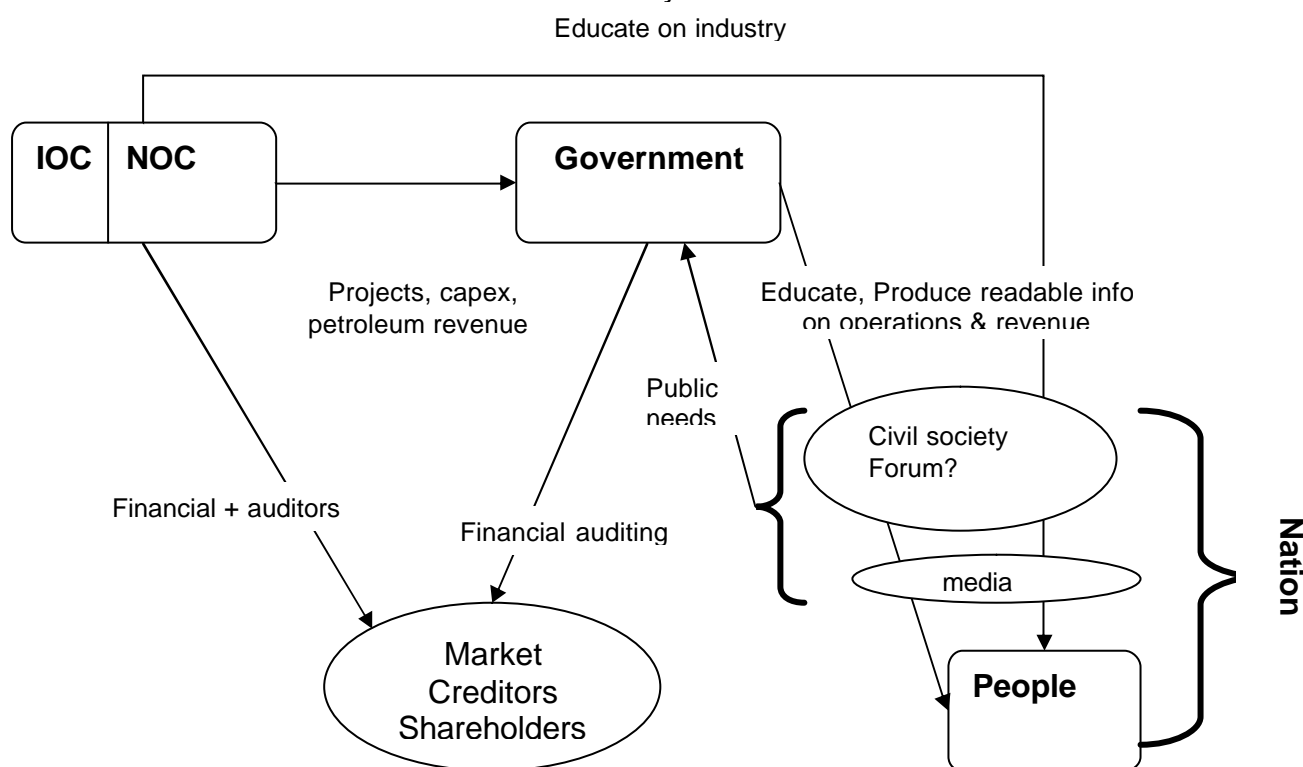 Educate on industry
IOC
NOC
Government
Projects, capex,
petroleum revenue
Educate, Produce readable info
on operations & revenue
Public
needs
Civil society
Forum?
Financial + auditors
Financial auditing
media
Nation
Market
Creditors
Shareholders
People